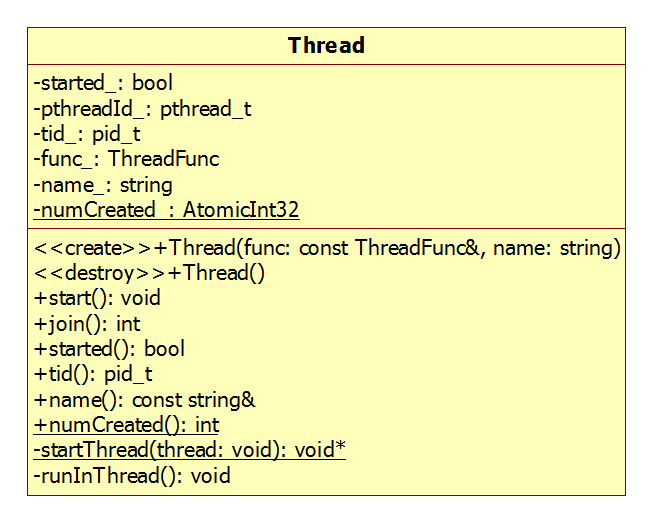 Thread
-started_: bool
-pthreadId_: pthread_t
-tid_: pid_t
-func_: ThreadFunc
-name_: string
-numCreated_: AtomicInt32
<<create>>+Thread(func: const ThreadFunc&, name: string)
<<destroy>>+Thread()
+start(): void
+join(): int
+started(): bool
+tid(): pid_t
+name(): const string&
+numCreated(): int
-startThread(thread: void): void*
-runInThread(): void